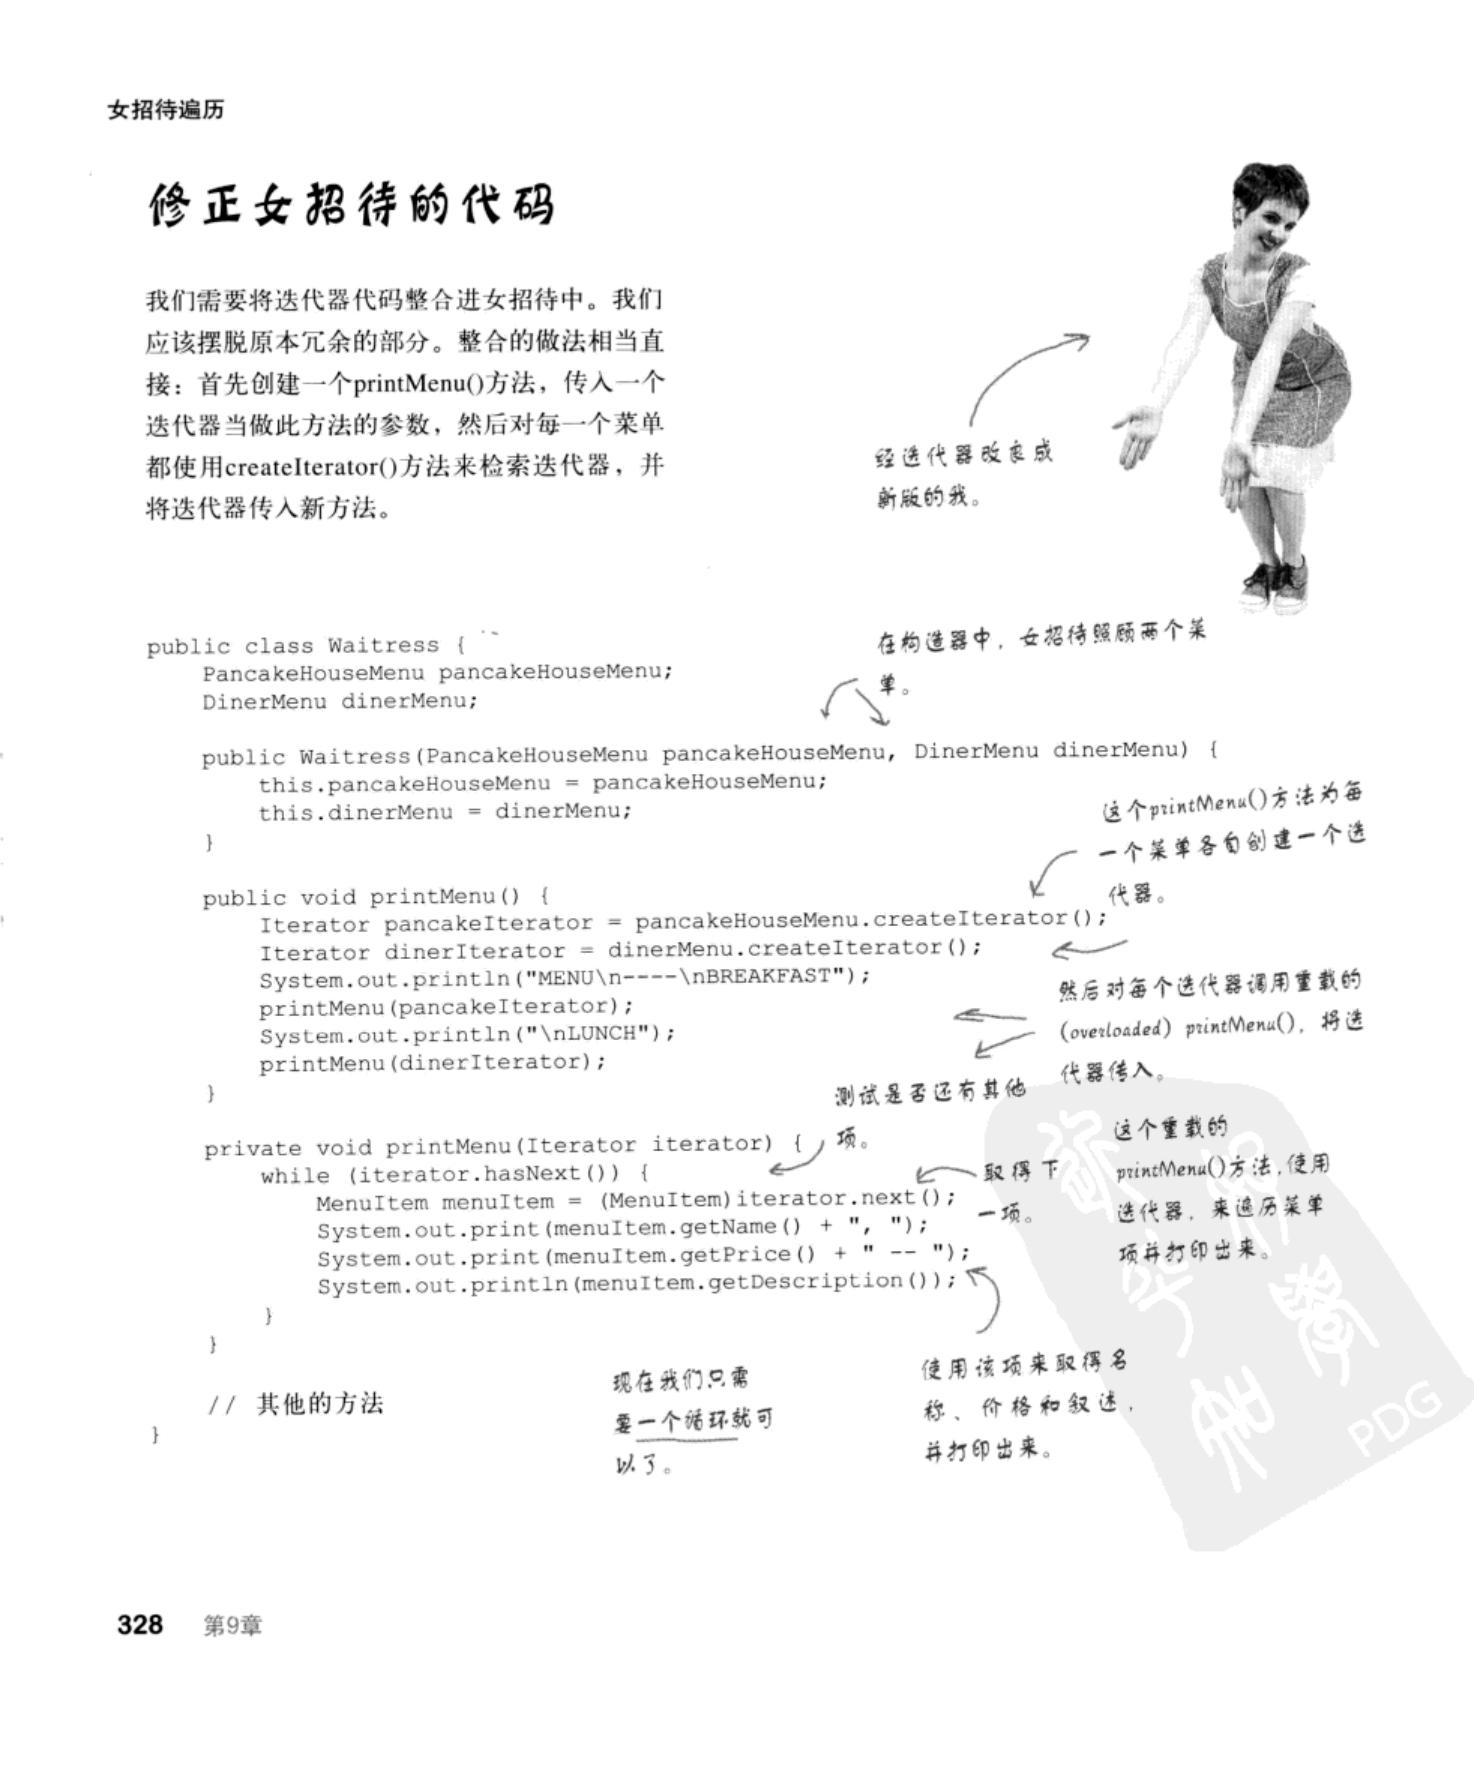 女招待遍历
修正女招待的代码
我们需要将迭代器代码整合进女招待中。我们
应该摆脱原本冗余的部分。整合的做法相当直
接：首先创建一个printMenu()方法，传入一个
迭代器当做此方法的参数，然后对每一个菜单
都使用createIterator()方法来检索迭代器，并
将迭代器传入新方法。
经迭代器改良成
新版的我。
public class Waitress {
PancakeHouseMenu pancakeHouseMenu;
DinerMenu dinerMenu;
在构造器中，女招待照顾两个菜
单。
public Waitress(PancakeHouseMenu pancakeHouseMenu, DinerMenu dinerMenu) {
this.pancakeHouseMenu = pancakeHouseMenu;
this.dinerMenu = dinerMenu;
}
这个printMenu()方法为每
一个菜单各自创建一个迭
代器。
public void printMenu() {
Iterator pancakeIterator = pancakeHouseMenu.createIterator();
Iterator dinerIterator = dinerMenu.createIterator();
System.out.println("MENU\n----\nBREAKFAST");
printMenu(pancakeIterator);
System.out.println("\nLUNCH");
printMenu(dinerIterator);
}
然后对每个迭代器调用重载的
(overloaded) printMenu()，将迭
代器传入。
测试是否还有其他
项。
private void printMenu(Iterator iterator) {
while (iterator.hasNext()) {
MenuItem menuItem = (MenuItem)iterator.next();
System.out.print(menuItem.getName() + ", ");
System.out.print(menuItem.getPrice() + " -- ");
System.out.println(menuItem.getDescription());
}
}
取得下
一项。
这个重载的
printMenu()方法，使用
迭代器，来遍历菜单
项并打印出来。
使用该项来取得名
称、价格和叙述，
并打印出来。
现在我们只需
要一个循环就可
以了。
// 其他的方法
}
PDG
328 第9章